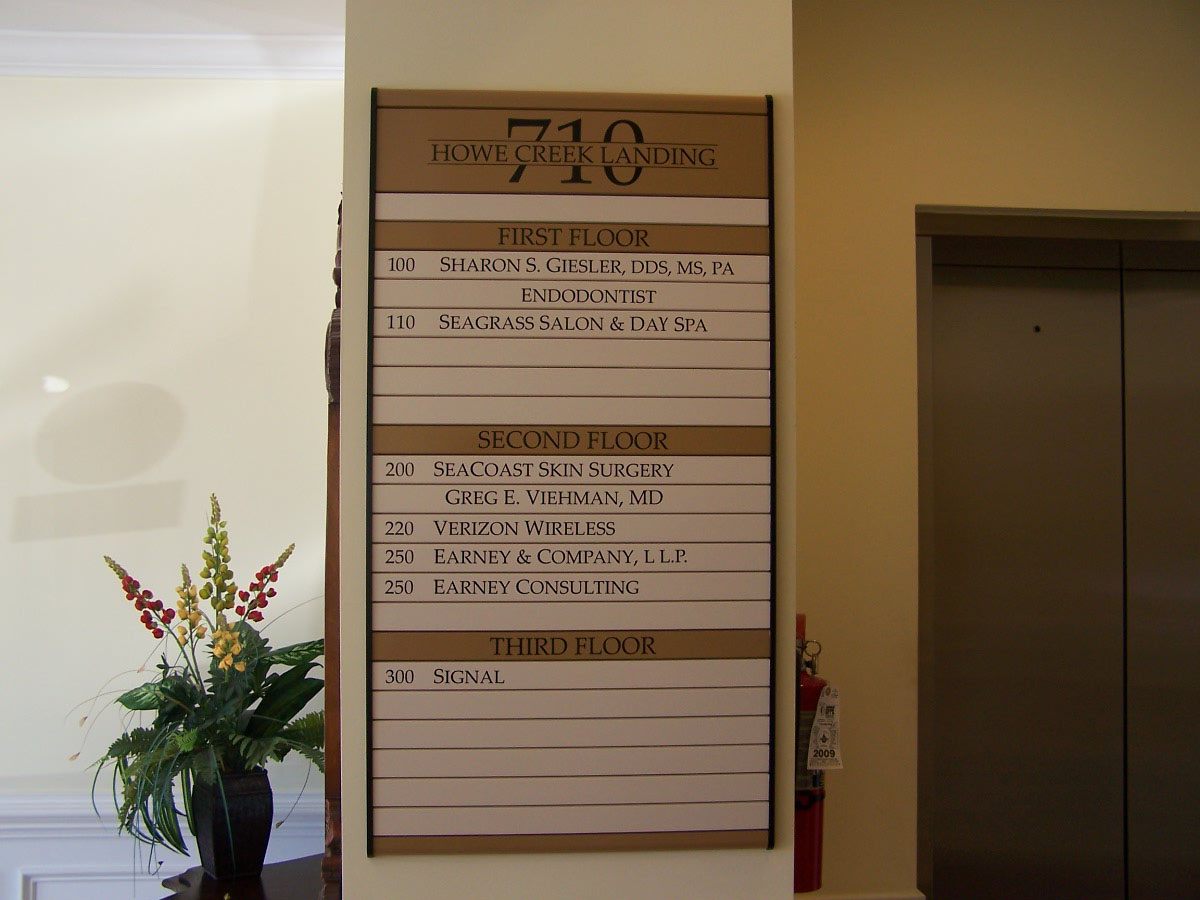 710
HOWE CREEK LANDING
FIRST FLOOR
100 SHARON S. GIESLER, DDS, MS, PA
ENDODONTIST
110 SEAGRASS SALON & DAY SPA
SECOND FLOOR
200 SEACOAST SKIN SURGERY
GREG E. VIEHMAN, MD
220 VERIZON WIRELESS
250 EARNEY & COMPANY, L L.P.
250 EARNEY CONSULTING
THIRD FLOOR
300 SIGNAL
2009